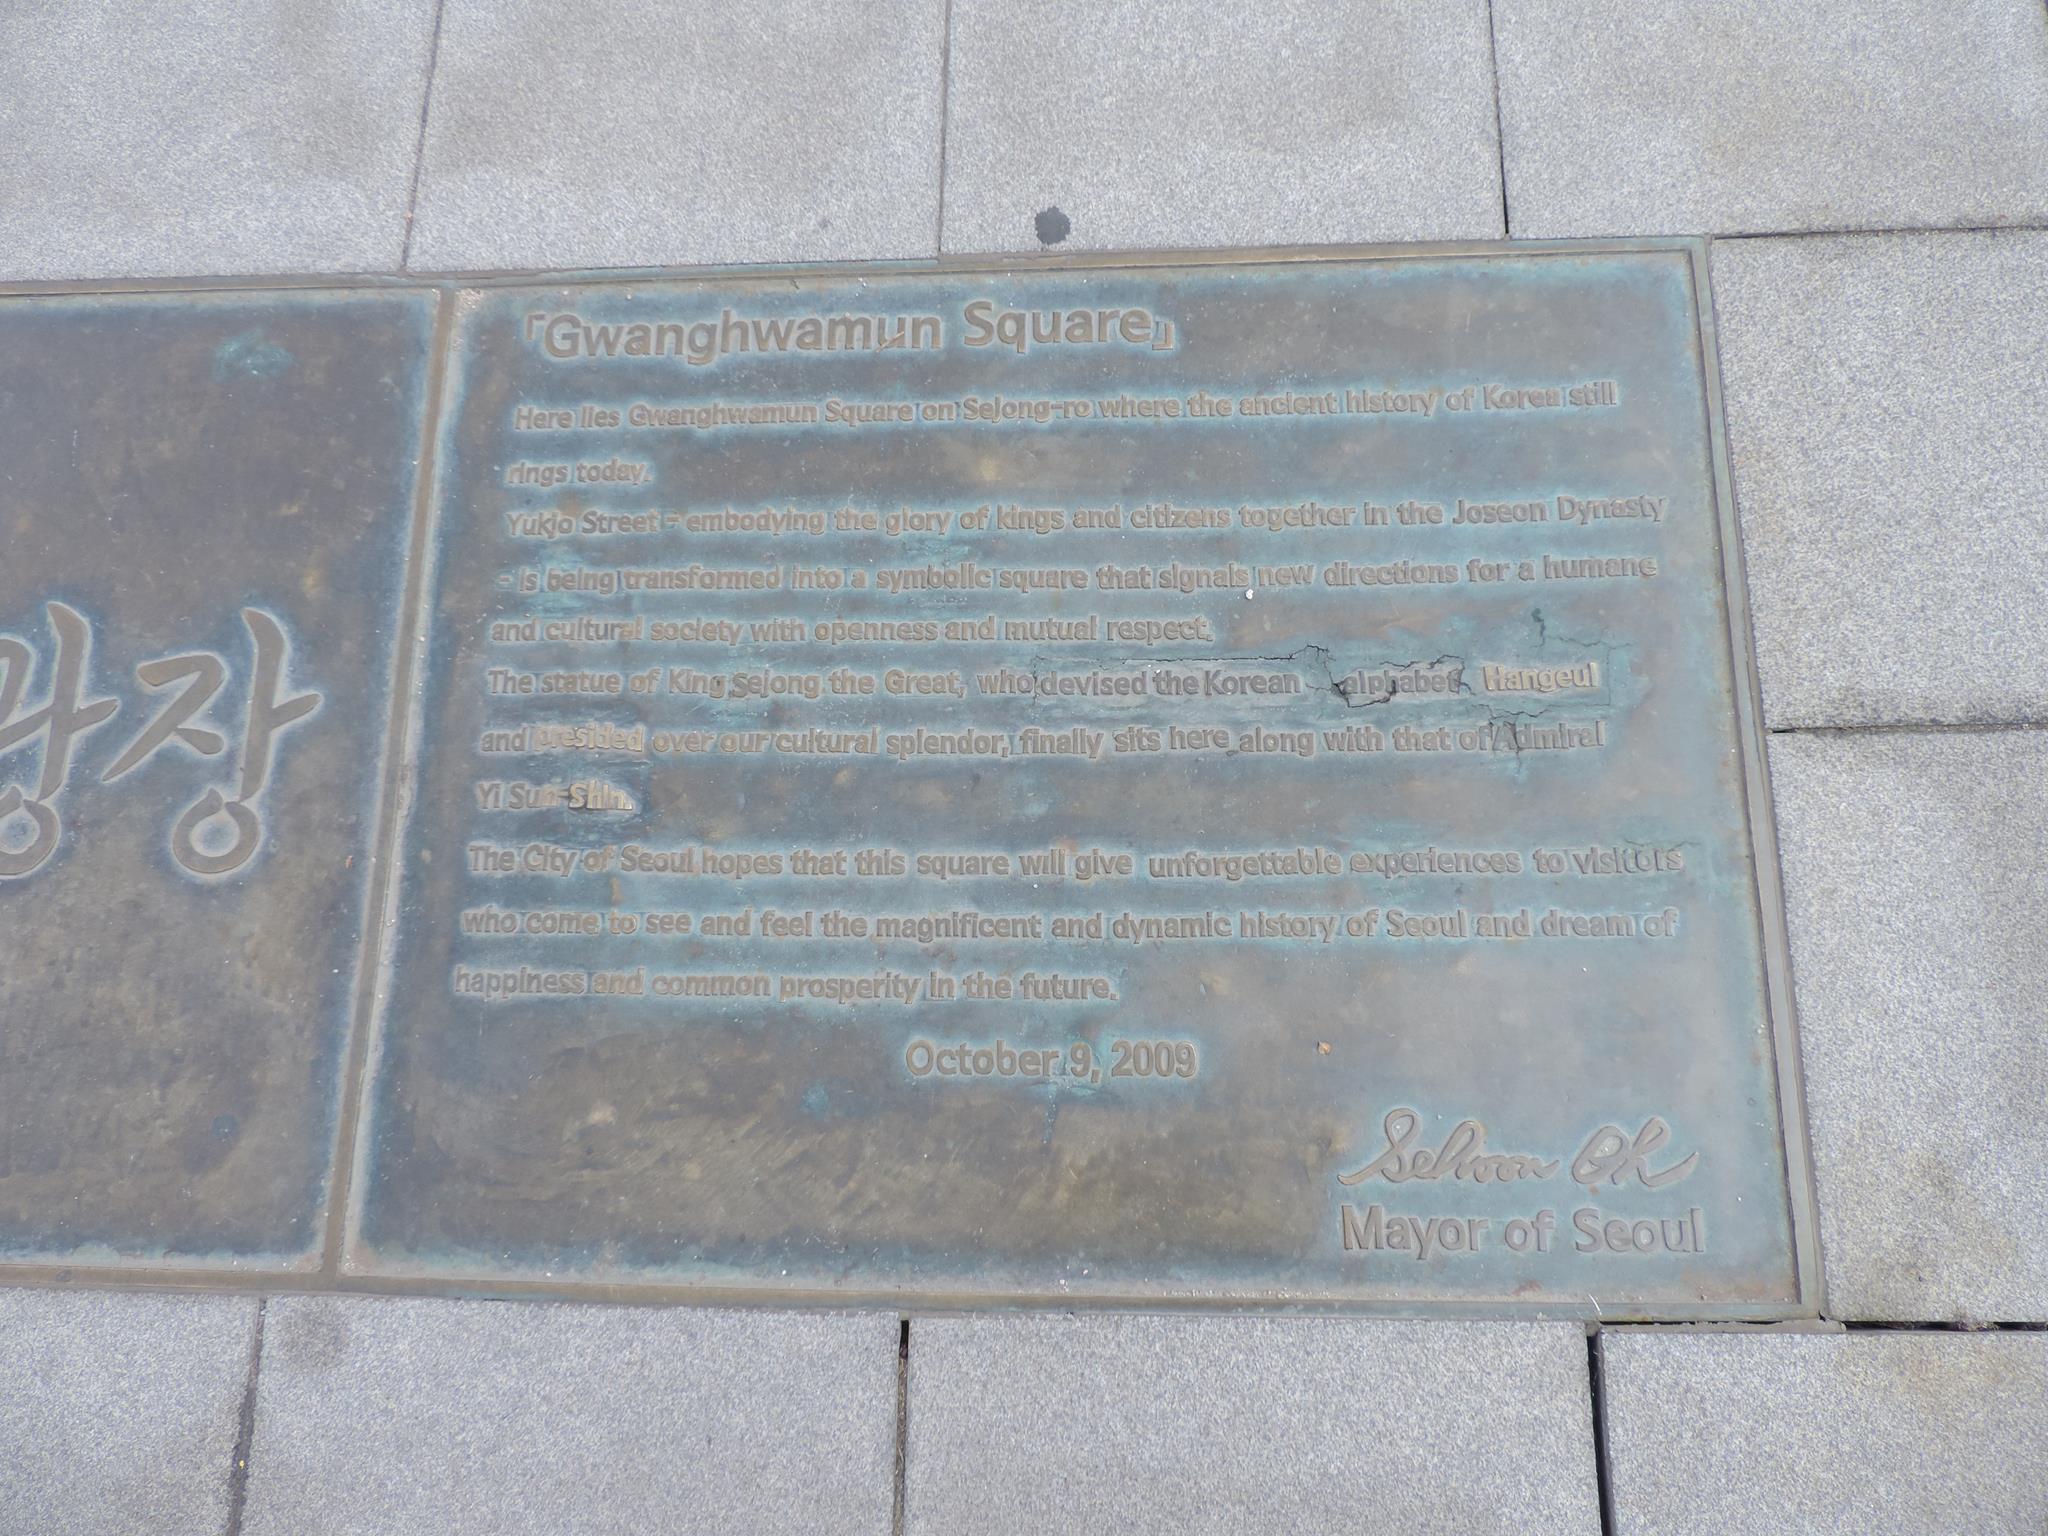 「Gwanghwamun Square」
Here lies Gwanghwamun Square on Sejong-ro where the ancient history of Korea still
rings today.
Yukjo Street - embodying the glory of kings and citizens together in the Joseon Dynasty
- is being transformed into a symbolic square that signals new directions for a humane
and cultural society with openness and mutual respect.
The statue of King Sejong the Great, who devised the Korean alphabet Hangeul
and presided over our cultural splendor, finally sits here along with that of Admiral
Yi Sun-Shin.
The City of Seoul hopes that this square will give unforgettable experiences to visitors
who come to see and feel the magnificent and dynamic history of Seoul and dream of
happiness and common prosperity in the future.
October 9, 2009
Sehoon Oh
Mayor of Seoul
장